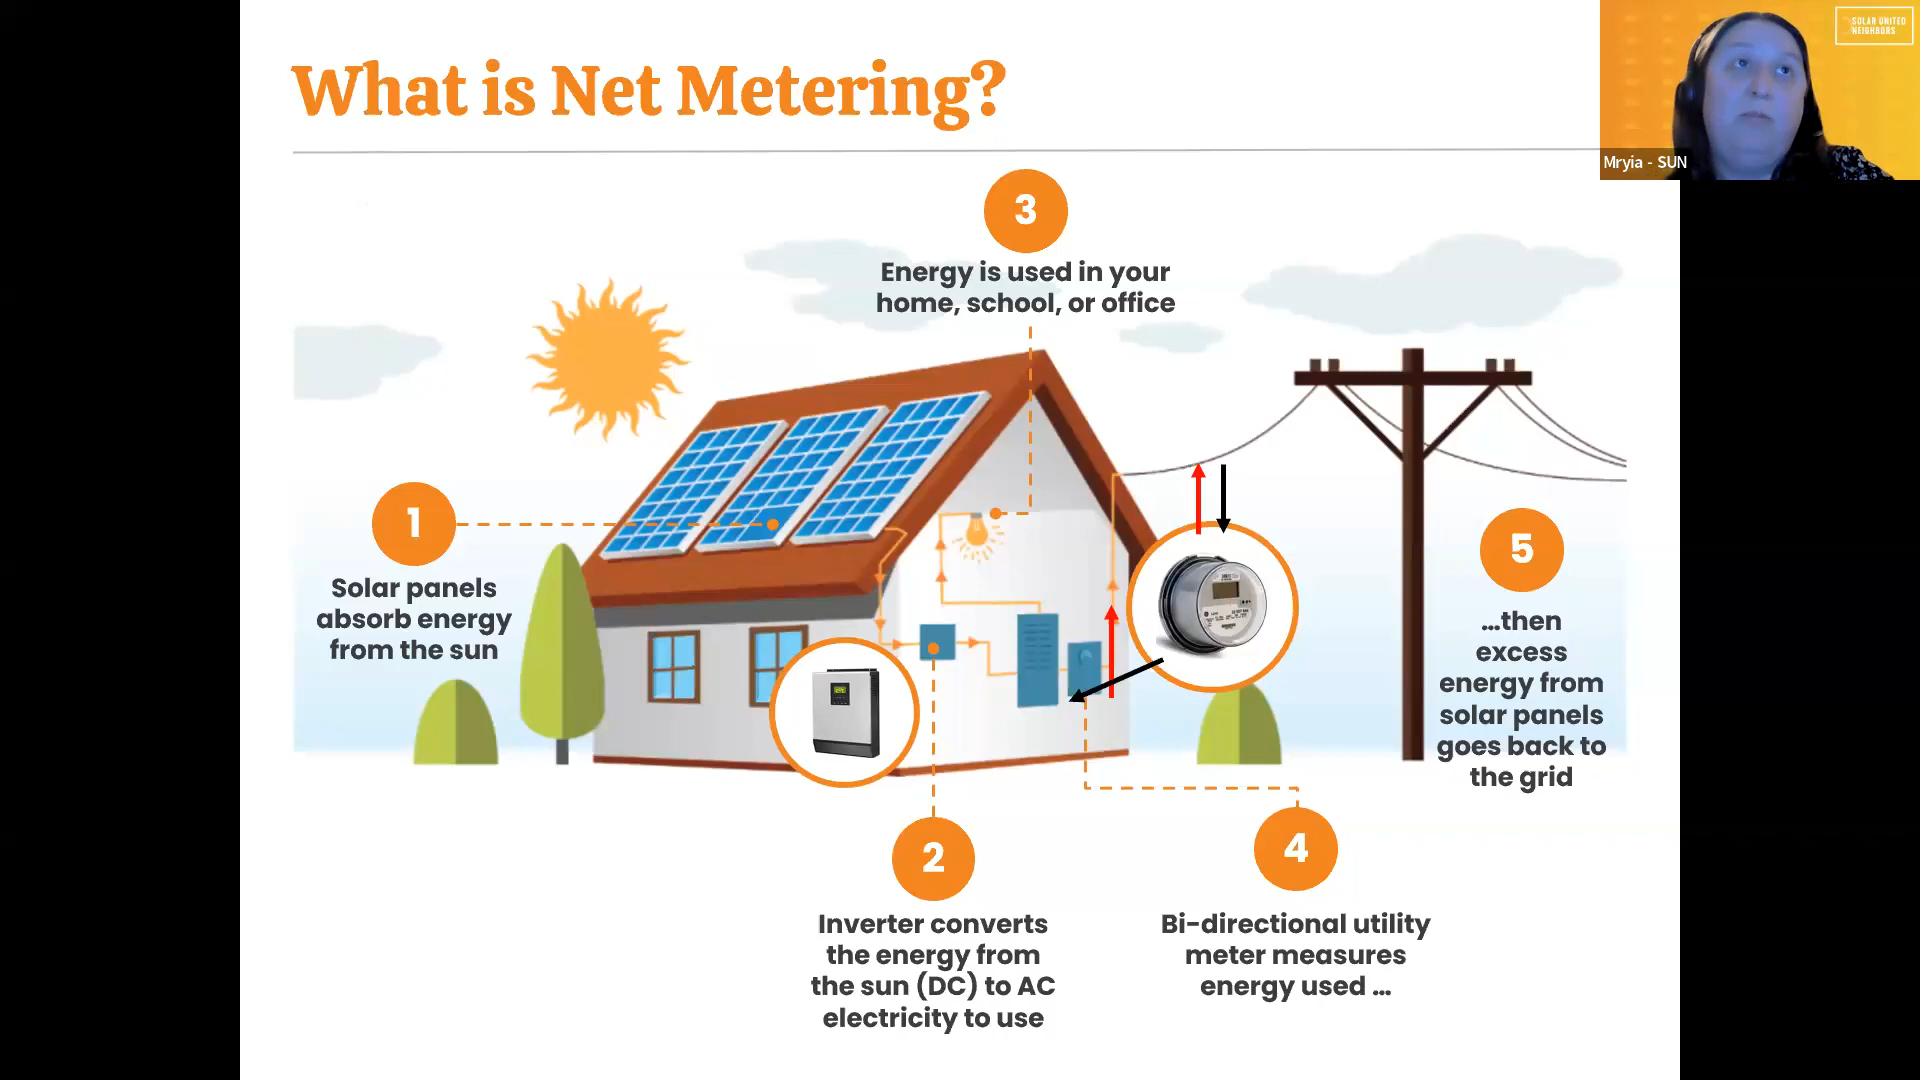 What is Net Metering?
SOLAR UNITED
NEIGHBORS
Mryia - SUN
3
Energy is used in your
home, school, or office
1
Solar panels
absorb energy
from the sun
5
...then
excess
energy from
solar panels
goes back to
the grid
2
Inverter converts
the energy from
the sun (DC) to AC
electricity to use
4
Bi-directional utility
meter measures
energy used ...